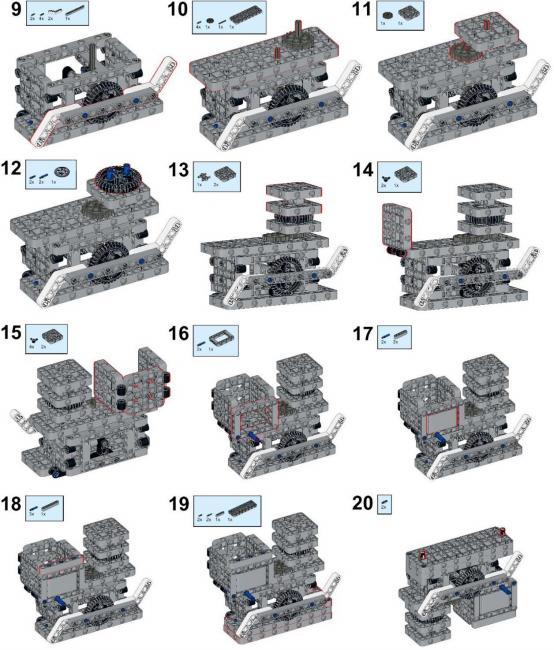 9
2x 4x 2x 1x
10
4x 1x 1x 1x
11
1x 1x
12
2x 2x 1x
13
1x 2x
14
2x 1x
15
4x 2x
16
2x 1x
17
2x 2x
18
3x 1x
19
2x 2x 1x 1x
20
2x